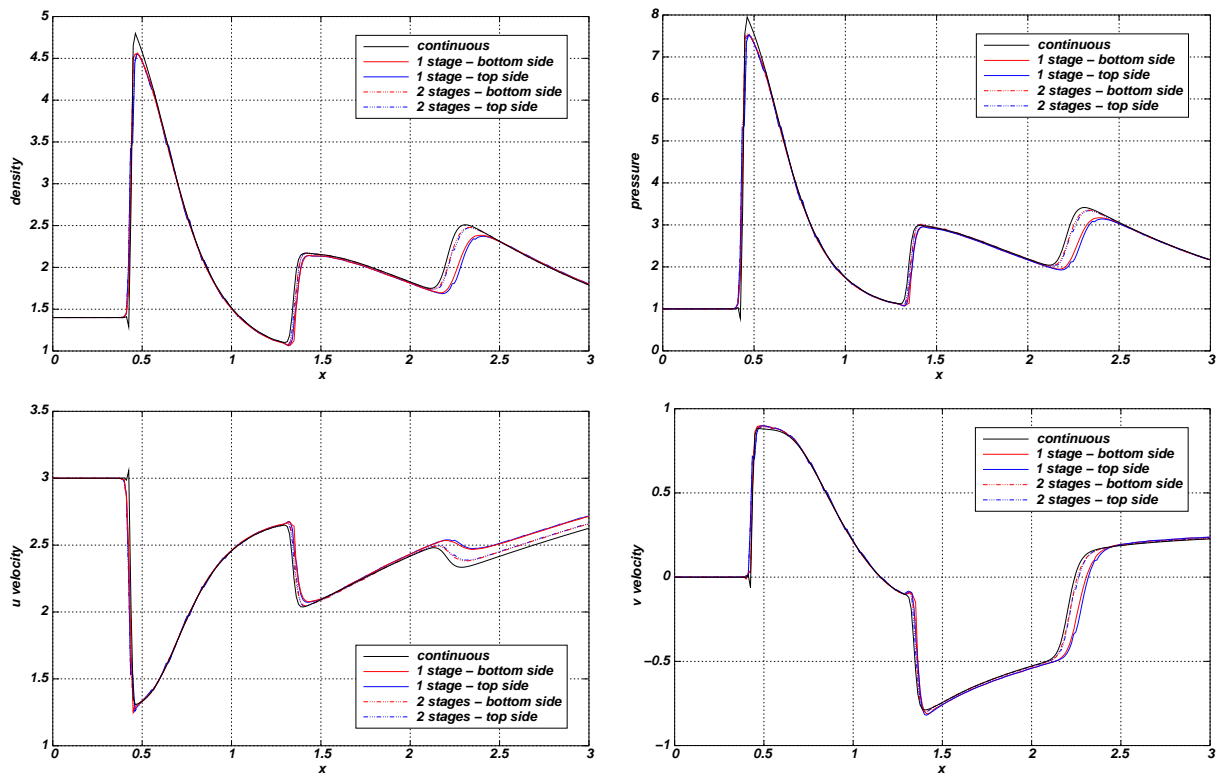 5
4.5
4
3.5
3
2.5
2
1.5
1
density
0
0.5
1
1.5
2
2.5
3
x
continuous
1 stage – bottom side
1 stage – top side
2 stages – bottom side
2 stages – top side
8
7
6
5
4
3
2
1
0
pressure
0
0.5
1
1.5
2
2.5
3
x
continuous
1 stage – bottom side
1 stage – top side
2 stages – bottom side
2 stages – top side
3.5
3
2.5
2
1.5
1
u velocity
0
0.5
1
1.5
2
2.5
3
x
continuous
1 stage – bottom side
1 stage – top side
2 stages – bottom side
2 stages – top side
1
0.5
0
−0.5
−1
v velocity
0
0.5
1
1.5
2
2.5
3
x
continuous
1 stage – bottom side
1 stage – top side
2 stages – bottom side
2 stages – top side